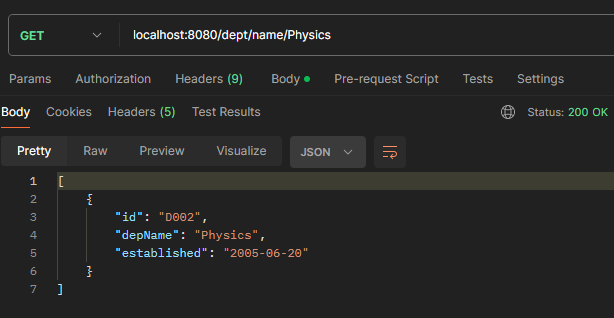 GET localhost:8080/dept/name/Physics
Params Authorization Headers (9) Body Pre-request Script Tests Settings
Body Cookies Headers (5) Test Results Status: 200 OK
Pretty Raw Preview Visualize JSON
1 [
2 {
3 "id": "D002",
4 "depName": "Physics",
5 "established": "2005-06-20"
6 }
7 ]